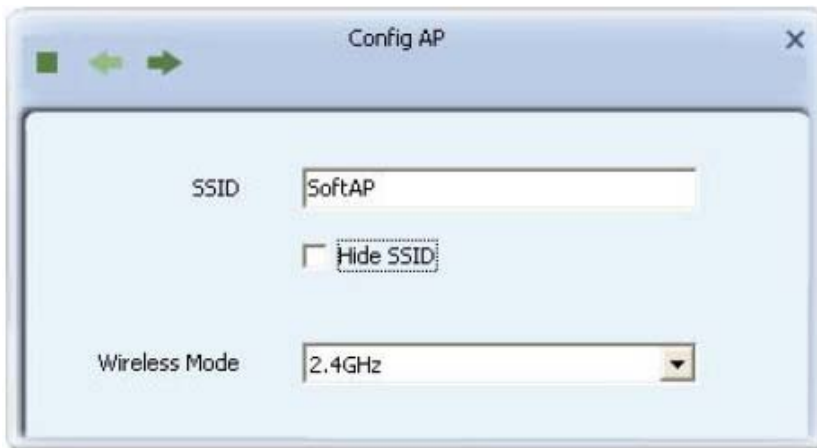 Config AP
SSID
SoftAP
Hide SSID
Wireless Mode
2.4GHz